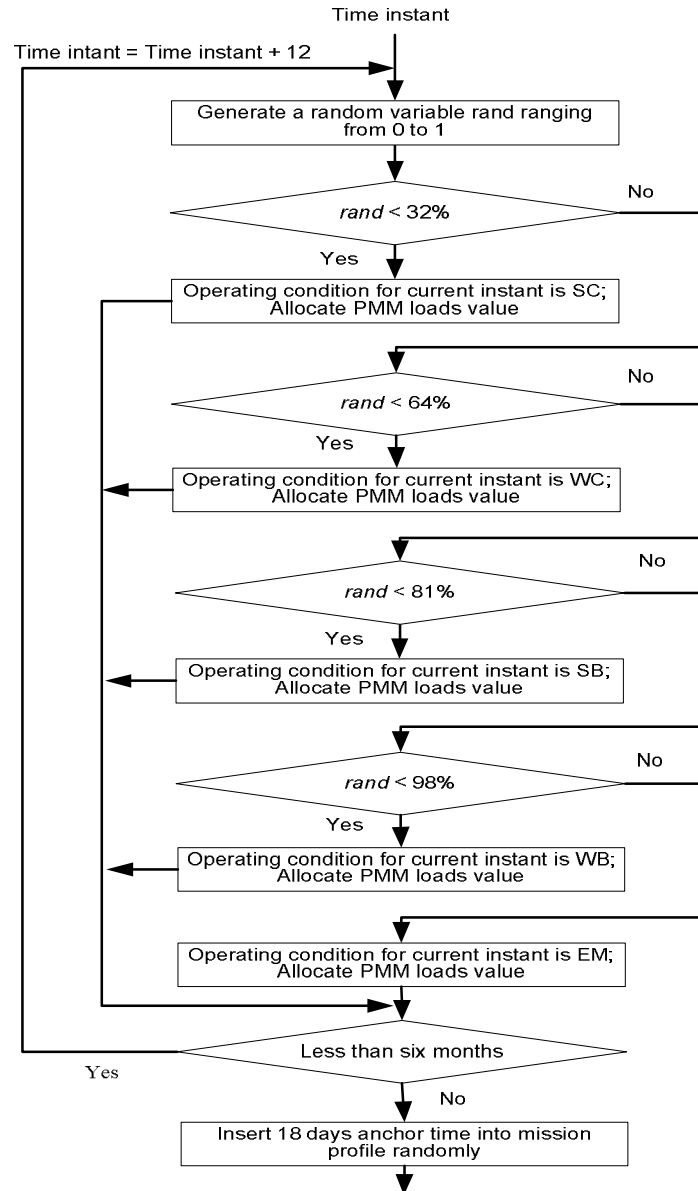 Time instant
Time intant = Time instant + 12
Generate a random variable rand ranging
from 0 to 1
No
rand < 32%
Yes
Operating condition for current instant is SC;
Allocate PMM loads value
No
rand < 64%
Yes
Operating condition for current instant is WC;
Allocate PMM loads value
No
rand < 81%
Yes
Operating condition for current instant is SB;
Allocate PMM loads value
No
rand < 98%
Yes
Operating condition for current instant is WB;
Allocate PMM loads value
Operating condition for current instant is EM;
Allocate PMM loads value
Less than six months
Yes
No
Insert 18 days anchor time into mission
profile randomly